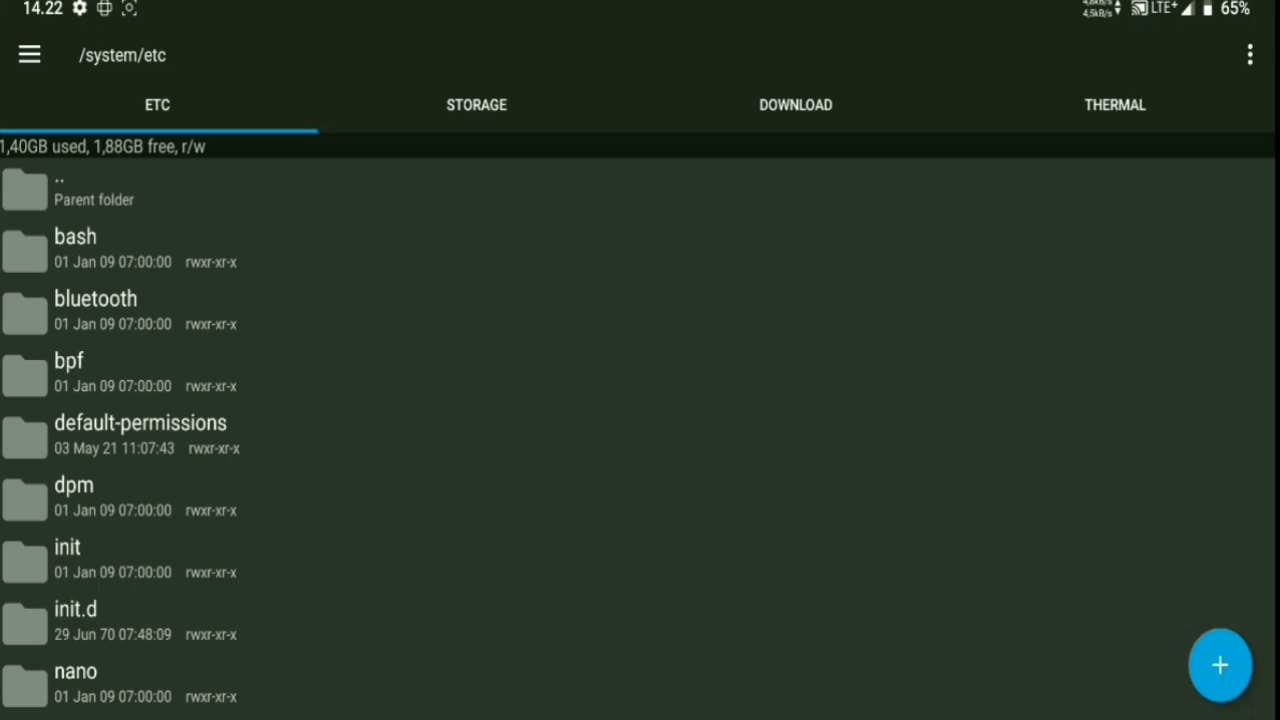 14.22
4,5kB/s LTE+ 65%
/system/etc
ETC STORAGE DOWNLOAD THERMAL
1,40GB used, 1,88GB free, r/w
..
Parent folder
bash
01 Jan 09 07:00:00 rwxr-xr-x
bluetooth
01 Jan 09 07:00:00 rwxr-xr-x
bpf
01 Jan 09 07:00:00 rwxr-xr-x
default-permissions
03 May 21 11:07:43 rwxr-xr-x
dpm
01 Jan 09 07:00:00 rwxr-xr-x
init
01 Jan 09 07:00:00 rwxr-xr-x
init.d
29 Jun 70 07:48:09 rwxr-xr-x
nano
01 Jan 09 07:00:00 rwxr-xr-x